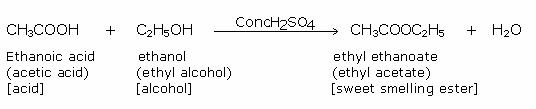 ConcH₂SO₄
CH₃COOH + C₂H₅OH ⟶ CH₃COOC₂H₅ + H₂O
Ethanoic acid ethanol ethyl ethanoate
(acetic acid) (ethyl alcohol) (ethyl acetate)
[acid] [alcohol] [sweet smelling ester]